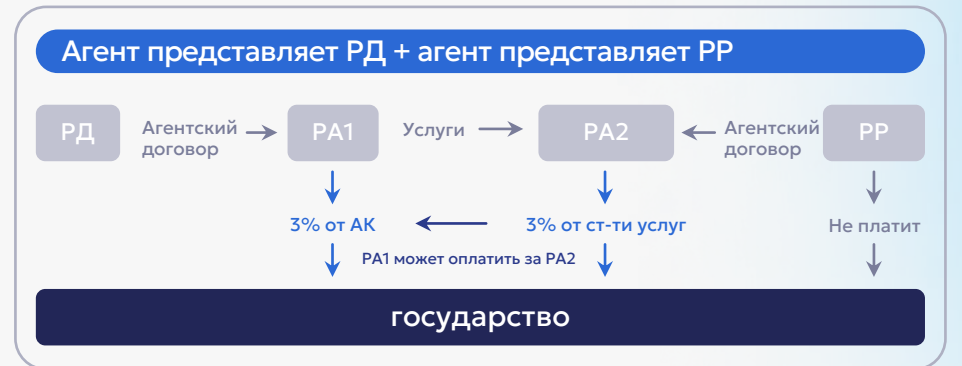 Агент представляет РД + агент представляет РР
РД
Агентский
договор
РА1
Услуги
РА2
Агентский
договор
РР
3% от АК
3% от ст-ти услуг
Не платит
РА1 может оплатить за РА2
государство